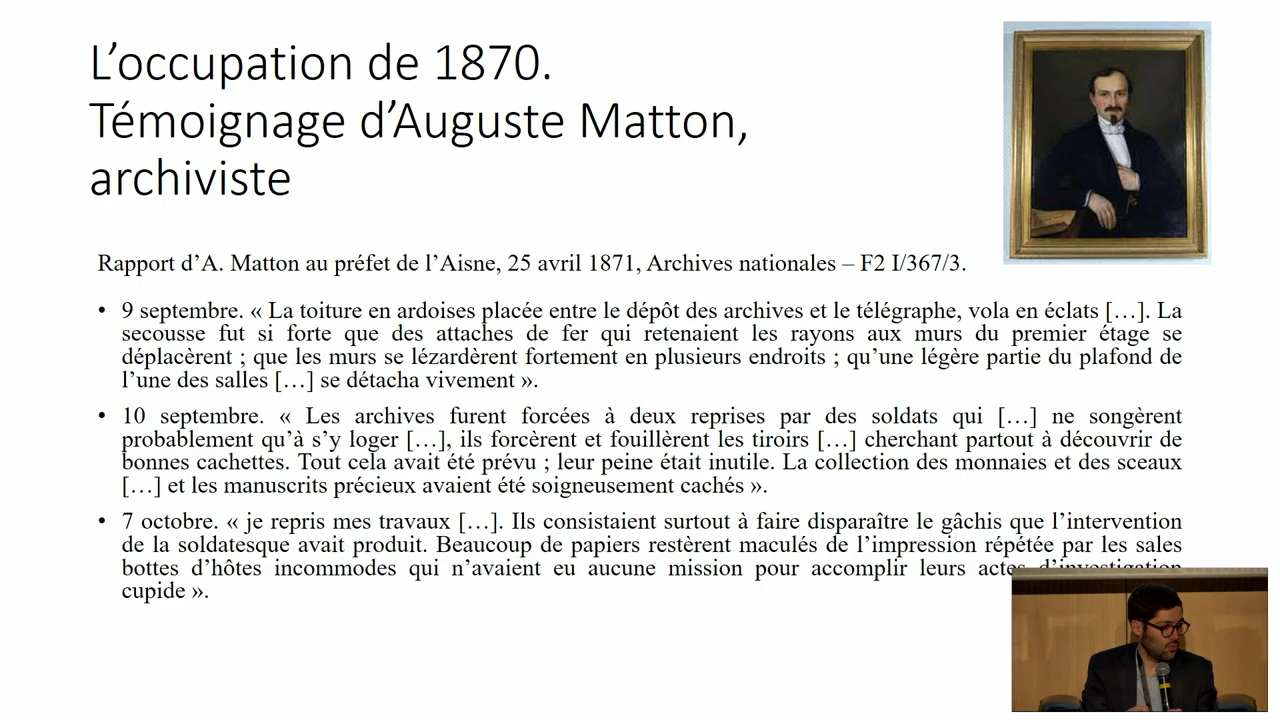 L’occupation de 1870.
Témoignage d’Auguste Matton,
archiviste
Rapport d’A. Matton au préfet de l’Aisne, 25 avril 1871, Archives nationales – F2 I/367/3.
• 9 septembre. « La toiture en ardoises placée entre le dépôt des archives et le télégraphe, vola en éclats […]. La
secousse fut si forte que des attaches de fer qui retenaient les rayons aux murs du premier étage se
déplacèrent ; que les murs se lézardèrent fortement en plusieurs endroits ; qu’une légère partie du plafond de
l’une des salles […] se détacha vivement ».
• 10 septembre. « Les archives furent forcées à deux reprises par des soldats qui […] ne songèrent
probablement qu’à s’y loger […], ils forcèrent et fouillèrent les tiroirs […] cherchant partout à découvrir de
bonnes cachettes. Tout cela avait été prévu ; leur peine était inutile. La collection des monnaies et des sceaux
[…] et les manuscrits précieux avaient été soigneusement cachés ».
• 7 octobre. « je repris mes travaux […]. Ils consistaient surtout à faire disparaître le gâchis que l’intervention
de la soldatesque avait produit. Beaucoup de papiers restèrent maculés de l’impression répétée par les sales
bottes d’hôtes incommodes qui n’avaient eu aucune mission pour accomplir leurs actes d’investigation
cupide ».